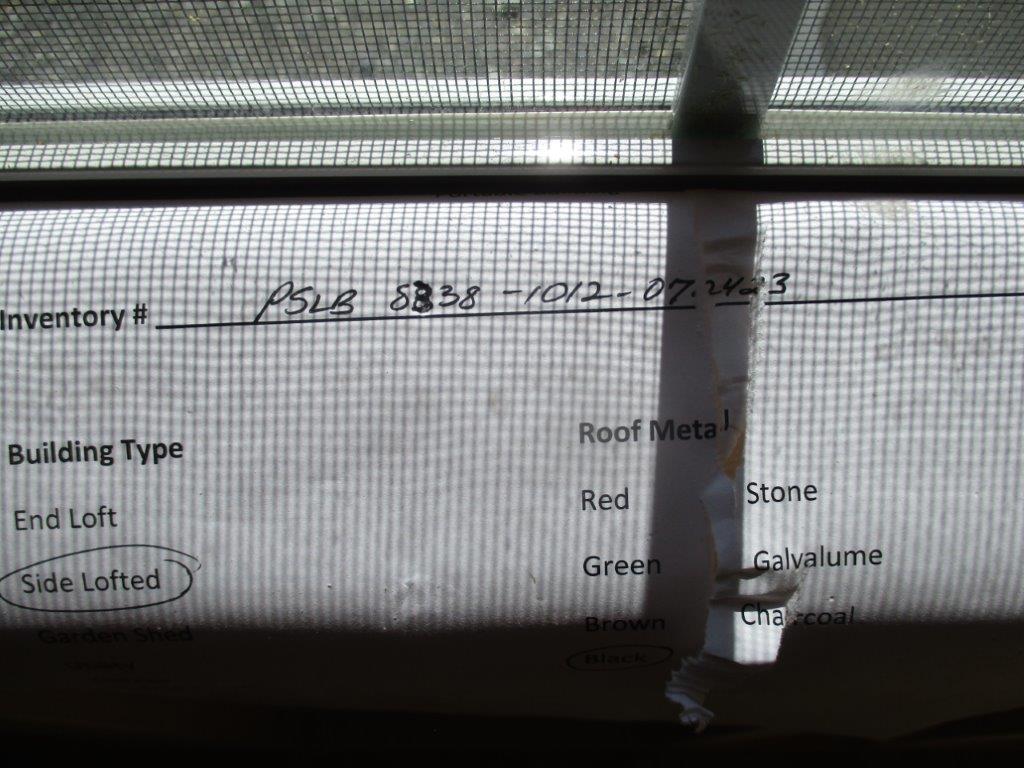 Inventory # PSLB 8338 -1012-07.2423
Building Type
Roof Metal
End Loft
Red
Stone
Side Lofted
Green
Galvalume
Garden Shed
Brown
Charcoal
Black